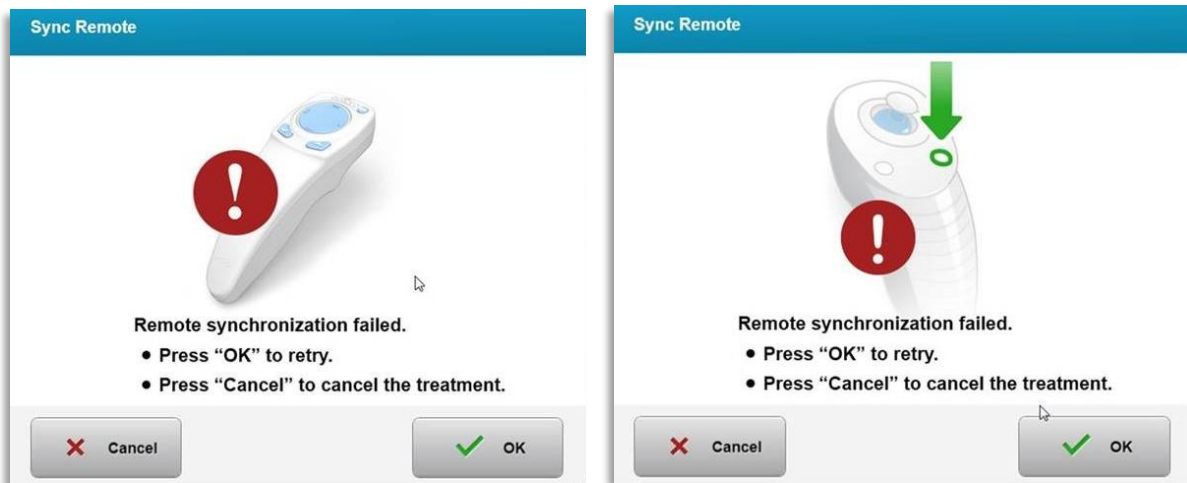 Sync Remote
Remote synchronization failed.
● Press “OK” to retry.
● Press “Cancel” to cancel the treatment.
Cancel
OK
Sync Remote
Remote synchronization failed.
● Press “OK” to retry.
● Press “Cancel” to cancel the treatment.
Cancel
OK